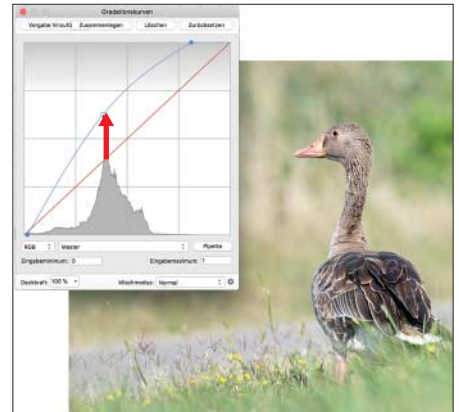 Gradationskurven
Vorgabe hinzufü Zusammenlegen Löschen Zurücksetzen
RGB Master Pipette
Eingabeminimum: 0 Eingabemaximum: 1
Deckkraft: 100 % Mischmodus: Normal